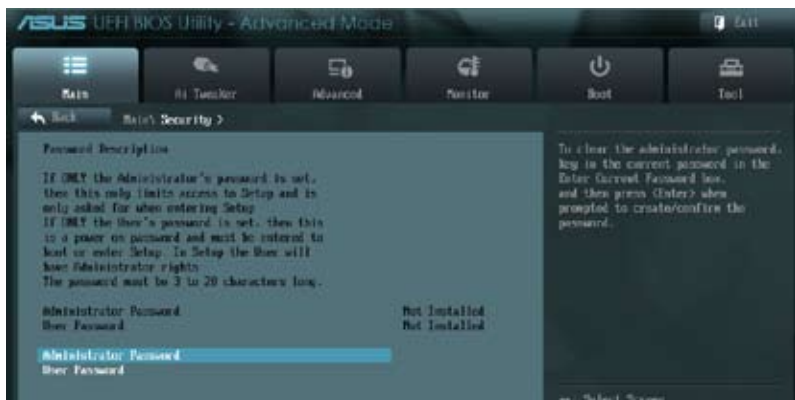 ASUS UEFI BIOS Utility - Advanced Mode
Exit
Main
Ai Tweaker
Advanced
Monitor
Boot
Tool
Back
Main\ Security >
Password Description
If ONLY the Administrator's password is set,
then this only limits access to Setup and is
only asked for when entering Setup
If ONLY the User's password is set, then this
is a power on password and must be entered to
boot or enter Setup. In Setup the User will
have Administrator rights
The password must be 3 to 20 characters long.
Administrator Password Not Installed
User Password Not Installed
Administrator Password
User Password
To clear the administrator password,
key in the current password in the
Enter Current Password box,
and then press <Enter> when
prompted to create/confirm the
password.
Select Screen